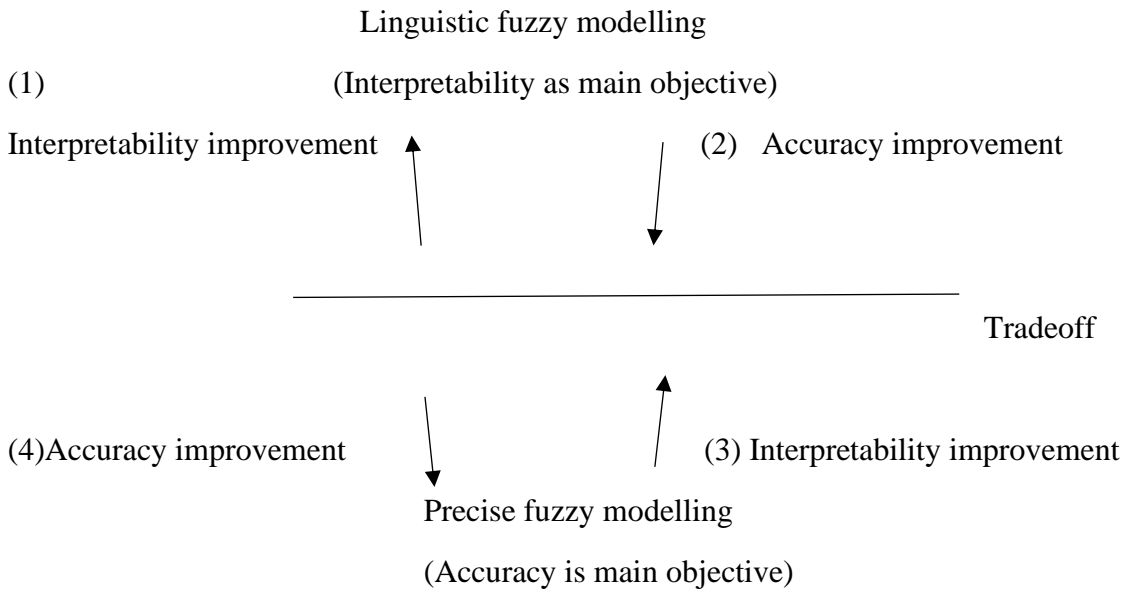 Linguistic fuzzy modelling
(1) (Interpretability as main objective)
Interpretability improvement (2) Accuracy improvement
Tradeoff
(4)Accuracy improvement (3) Interpretability improvement
Precise fuzzy modelling
(Accuracy is main objective)